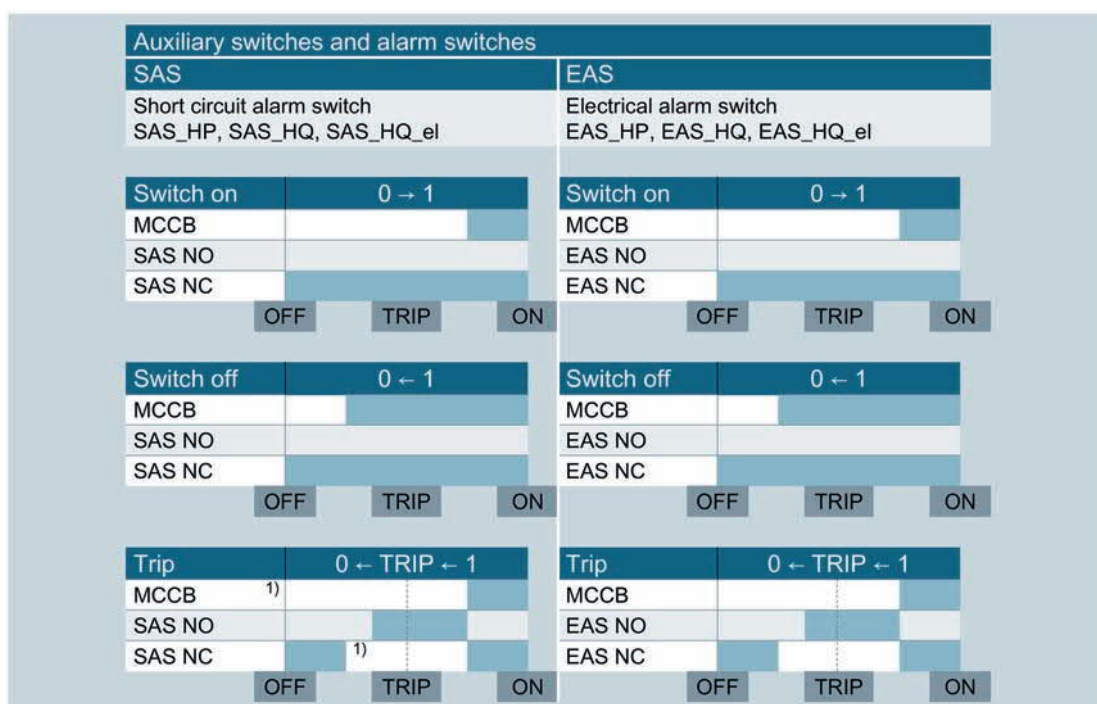 Auxiliary switches and alarm switches
SAS
Short circuit alarm switch
SAS_HP, SAS_HQ, SAS_HQ_el
EAS
Electrical alarm switch
EAS_HP, EAS_HQ, EAS_HQ_el
Switch on 0 → 1
MCCB
SAS NO
SAS NC
OFF TRIP ON
Switch on 0 → 1
MCCB
EAS NO
EAS NC
OFF TRIP ON
Switch off 0 ← 1
MCCB
SAS NO
SAS NC
OFF TRIP ON
Switch off 0 ← 1
MCCB
EAS NO
EAS NC
OFF TRIP ON
Trip 0 ← TRIP ← 1
MCCB 1)
SAS NO
SAS NC 1)
OFF TRIP ON
Trip 0 ← TRIP ← 1
MCCB
EAS NO
EAS NC
OFF TRIP ON